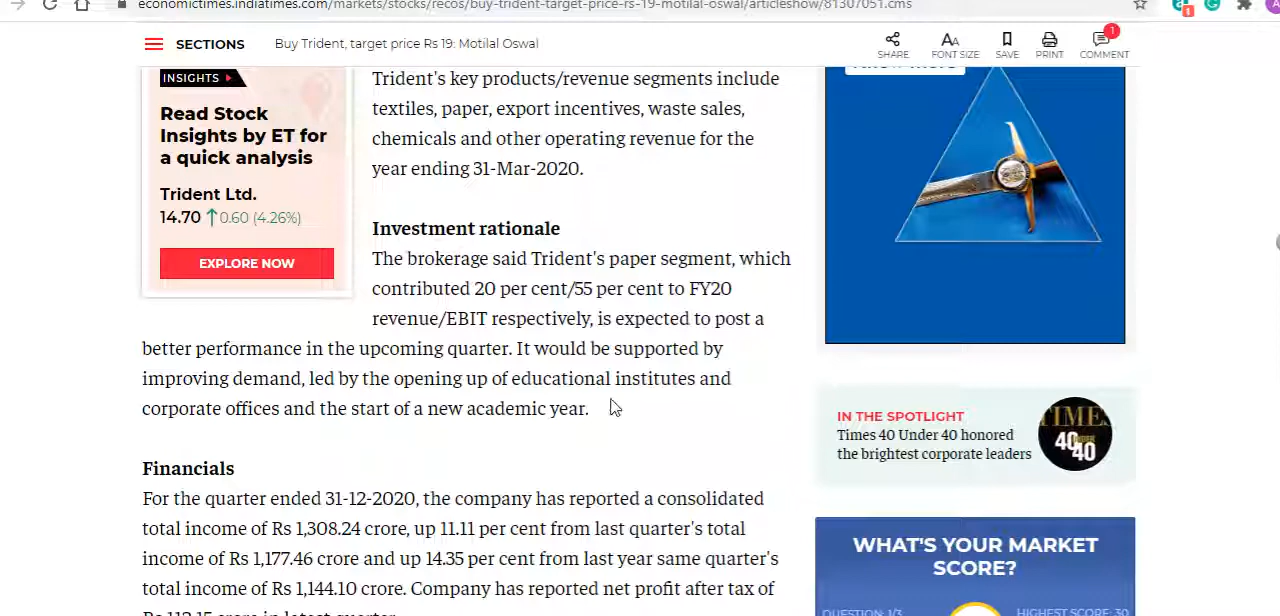 economictimes.indiatimes.com/markets/stocks/recos/buy-trident-target-price-rs-19-motilal-oswal/articleshow/81307051.cms
1
SECTIONS
Buy Trident, target price Rs 19: Motilal Oswal
SHARE
FONT SIZE
SAVE
PRINT
1
COMMENT
INSIGHTS
Read Stock
Insights by ET for
a quick analysis
Trident Ltd.
14.70 ↑0.60 (4.26%)
EXPLORE NOW
Trident's key products/revenue segments include
textiles, paper, export incentives, waste sales,
chemicals and other operating revenue for the
year ending 31-Mar-2020.
Investment rationale
The brokerage said Trident's paper segment, which
contributed 20 per cent/55 per cent to FY20
revenue/EBIT respectively, is expected to post a
better performance in the upcoming quarter. It would be supported by
improving demand, led by the opening up of educational institutes and
corporate offices and the start of a new academic year.
Financials
For the quarter ended 31-12-2020, the company has reported a consolidated
total income of Rs 1,308.24 crore, up 11.11 per cent from last quarter's total
income of Rs 1,177.46 crore and up 14.35 per cent from last year same quarter's
total income of Rs 1,144.10 crore. Company has reported net profit after tax of
IN THE SPOTLIGHT
Times 40 Under 40 honored
the brightest corporate leaders
TIMES
40
40
WHAT'S YOUR MARKET
SCORE?
QUESTION: 1/3
HIGHEST SCORE: 30